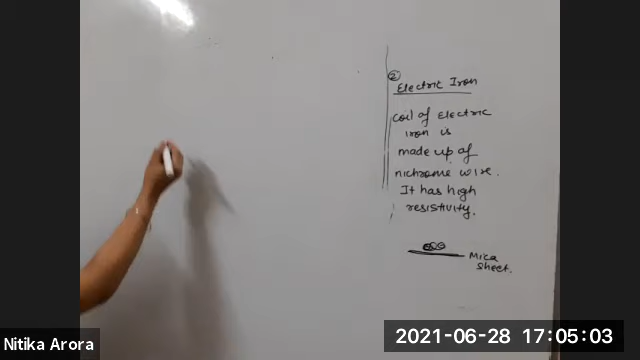 ②
Electric Iron
coil of Electric
iron is
made up of
nichrome wire.
It has high
resistivity.
Mica
sheet.
Nitika Arora
2021-06-28 17:05:03